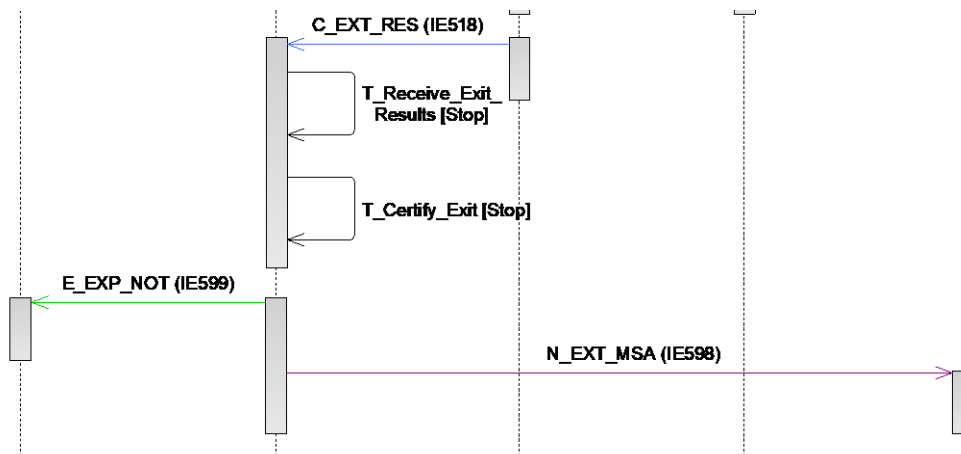 C_EXT_RES (IE518)
T_Receive_Exit_
Results [Stop]
T_Certify_Exit [Stop]
E_EXP_NOT (IE599)
N_EXT_MSA (IE598)